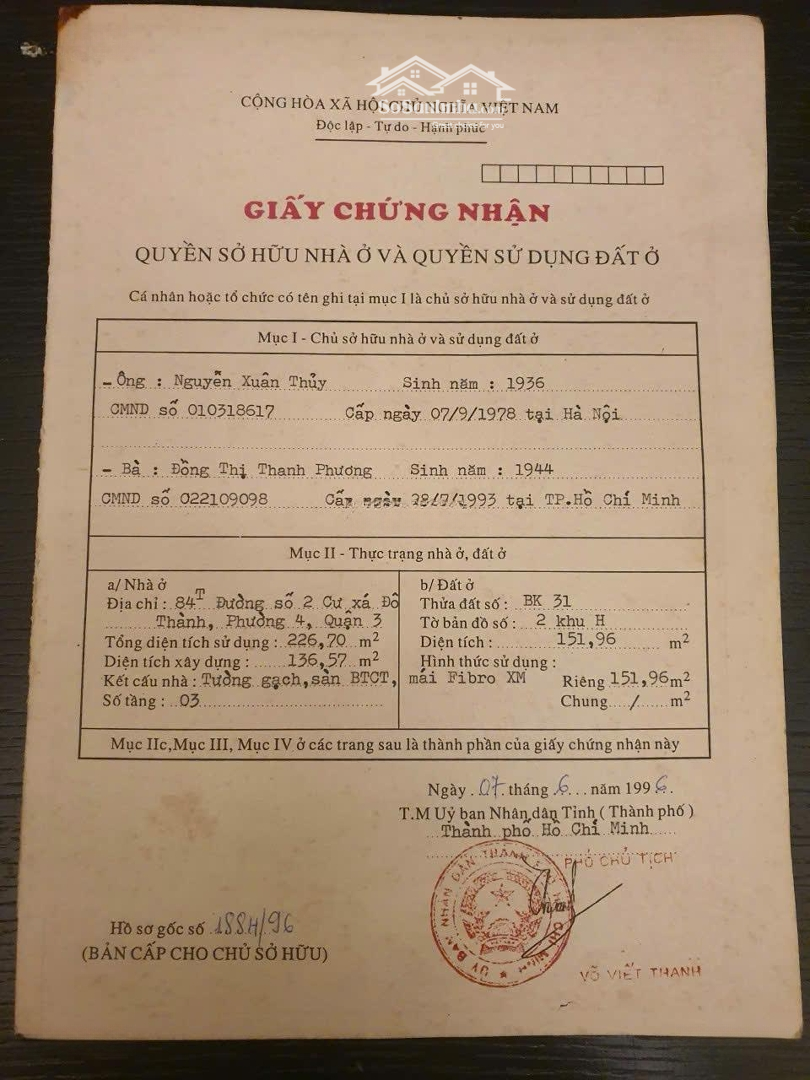 CỘNG HÒA XÃ HỘI CHỦ NGHĨA VIỆT NAM
Độc lập - Tự do - Hạnh phúc
GIẤY CHỨNG NHẬN
QUYỀN SỞ HỮU NHÀ Ở VÀ QUYỀN SỬ DỤNG ĐẤT Ở
Cá nhân hoặc tổ chức có tên ghi tại mục I là chủ sở hữu nhà ở và sử dụng đất ở
Mục I - Chủ sở hữu nhà ở và sử dụng đất ở
- Ông : Nguyễn Xuân Thủy Sinh năm : 1936
CMND số 010318617 Cấp ngày 07/9/1978 tại Hà Nội
- Bà : Đồng Thị Thanh Phương Sinh năm : 1944
CMND số 022109098 Cấp ngày 28/7/1993 tại TP.Hồ Chí Minh
Mục II - Thực trạng nhà ở, đất ở
a/ Nhà ở
Địa chỉ : 84T Đường số 2 Cư xá Đô
Thành, Phường 4, Quận 3
Tổng diện tích sử dụng : 226,70 m2
Diện tích xây dựng : 136,57 m2
Kết cấu nhà : Tường gạch, sàn BTCT, mái Fibro XM
Số tầng : 03
b/ Đất ở
Thửa đất số : BK 31
Tờ bản đồ số : 2 khu H
Diện tích : 151,96 m2
Hình thức sử dụng :
Riêng 151,96 m2
Chung / m2
Mục IIc, Mục III, Mục IV ở các trang sau là thành phần của giấy chứng nhận này
Ngày 07 tháng 6 năm 1996.
T.M Uỷ ban Nhân dân Tỉnh ( Thành phố )
Thành phố Hồ Chí Minh
PHÓ CHỦ TỊCH
VÕ VIẾT THANH
Hồ sơ gốc số 1884/96
(BẢN CẤP CHO CHỦ SỞ HỮU)